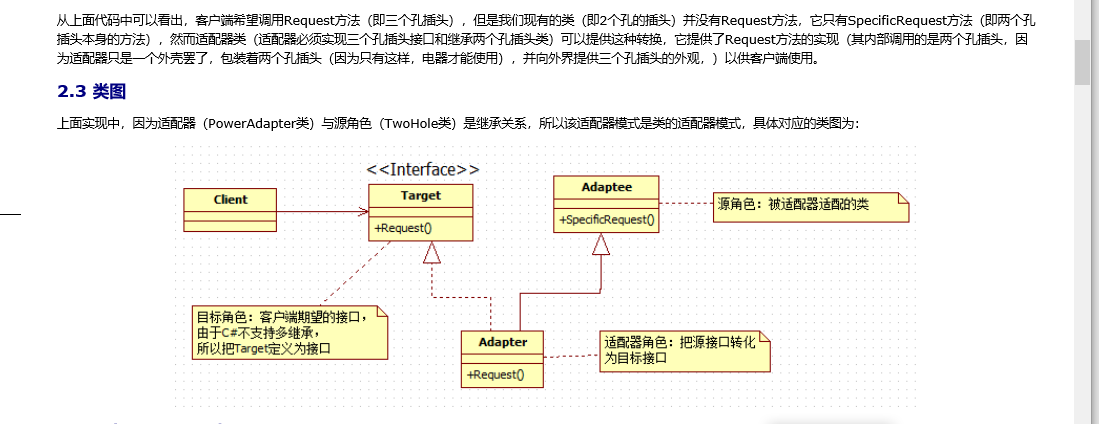 从上面代码中可以看出，客户端希望调用Request方法（即三个孔插头），但是我们现有的类（即2个孔的插头）并没有Request方法，它只有SpecificRequest方法（即两个孔
插头本身的方法），然而适配器类（适配器必须实现三个孔插头接口和继承两个孔插头类）可以提供这种转换，它提供了Request方法的实现（其内部调用的是两个孔插头，因
为适配器只是一个外壳罢了，包装着两个孔插头（因为只有这样，电器才能使用），并向外界提供三个孔插头的外观，）以供客户端使用。
2.3 类图
上面实现中，因为适配器（PowerAdapter类）与源角色（TwoHole类）是继承关系，所以该适配器模式是类的适配器模式，具体对应的类图为：
<<Interface>>
Client
Target
+Request()
Adaptee
+SpecificRequest()
源角色：被适配器适配的类
目标角色：客户端期望的接口，
由于C#不支持多继承，
所以把Target定义为接口
Adapter
+Request()
适配器角色：把源接口转化
为目标接口